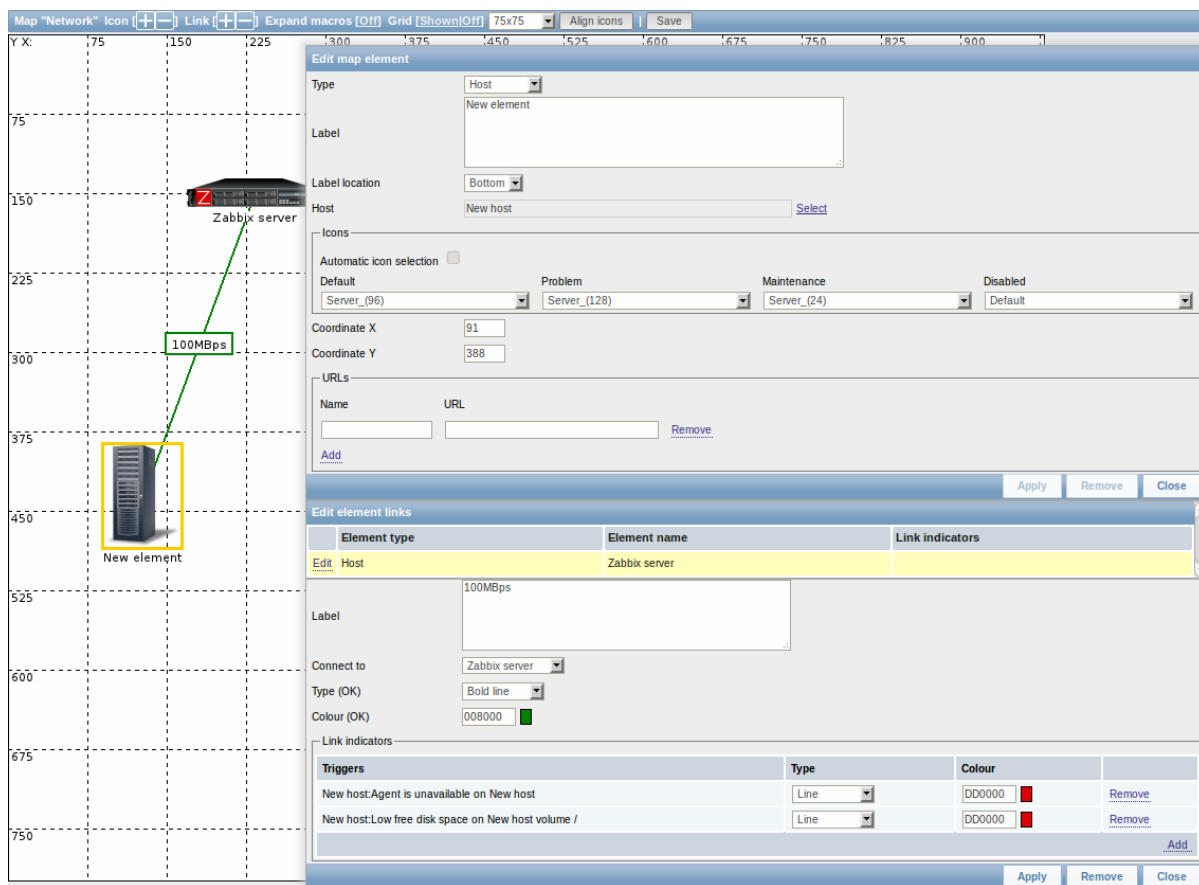 Map "Network" Icon [+ −] Link [+ −] Expand macros [Off] Grid [Shown|Off] 75x75 Align icons | Save
Y X: 75 150 225 300 375 450 525 600 675 750 825 900
Edit map element
Type Host
New element
75
Label
Label location Bottom
150
Host New host Select
Z
Zabbix server
Icons
Automatic icon selection
225
Default Problem Maintenance Disabled
Server_(96) Server_(128) Server_(24) Default
Coordinate X 91
100MBps
Coordinate Y 388
300
URLs
Name URL
Remove
375
Add
Apply Remove Close
Edit element links
450
Element type Element name Link indicators
New element
Edit Host Zabbix server
100MBps
525
Label
Connect to Zabbix server
600
Type (OK) Bold line
Colour (OK) 008000
Link indicators
675
Triggers Type Colour
New host:Agent is unavailable on New host Line DD0000 Remove
New host:Low free disk space on New host volume / Line DD0000 Remove
750
Add
Apply Remove Close